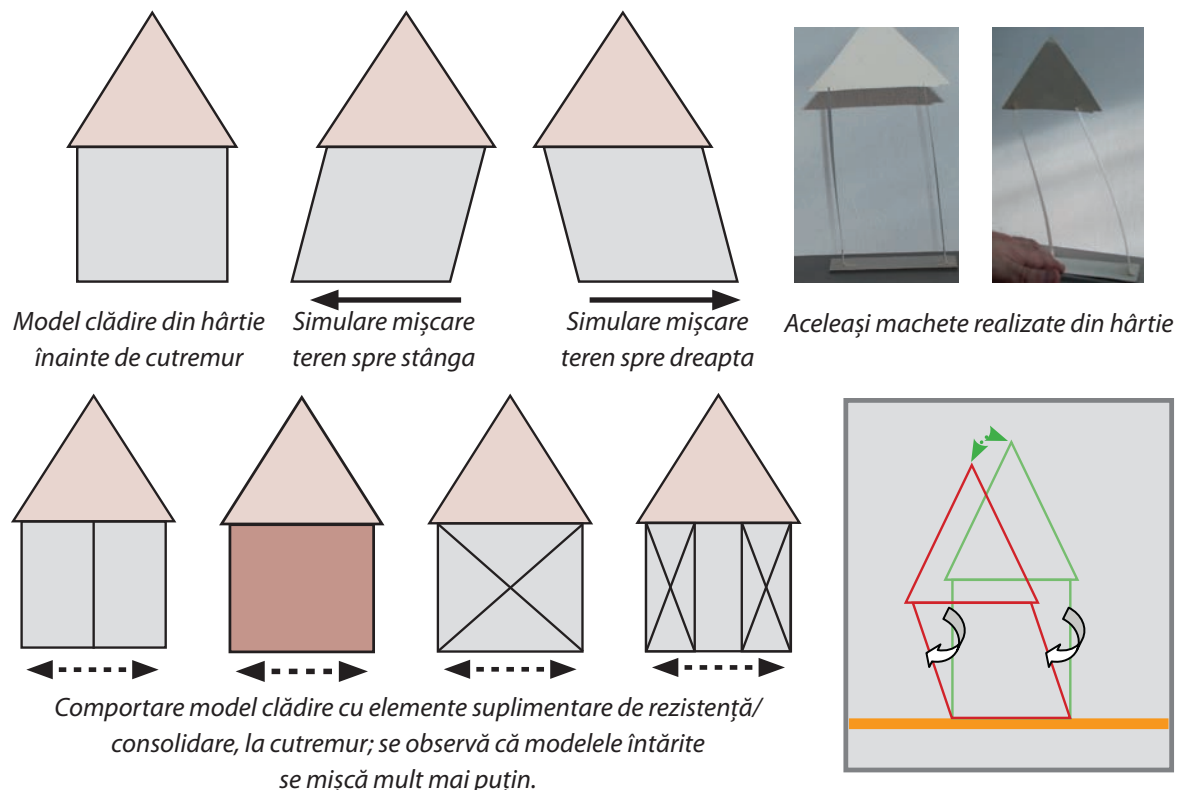 Model clădire din hârtie
înainte de cutremur
Simulare mișcare
teren spre stânga
Simulare mișcare
teren spre dreapta
Aceleași machete realizate din hârtie
Comportare model clădire cu elemente suplimentare de rezistență/
consolidare, la cutremur; se observă că modelele întărite
se mișcă mult mai puțin.